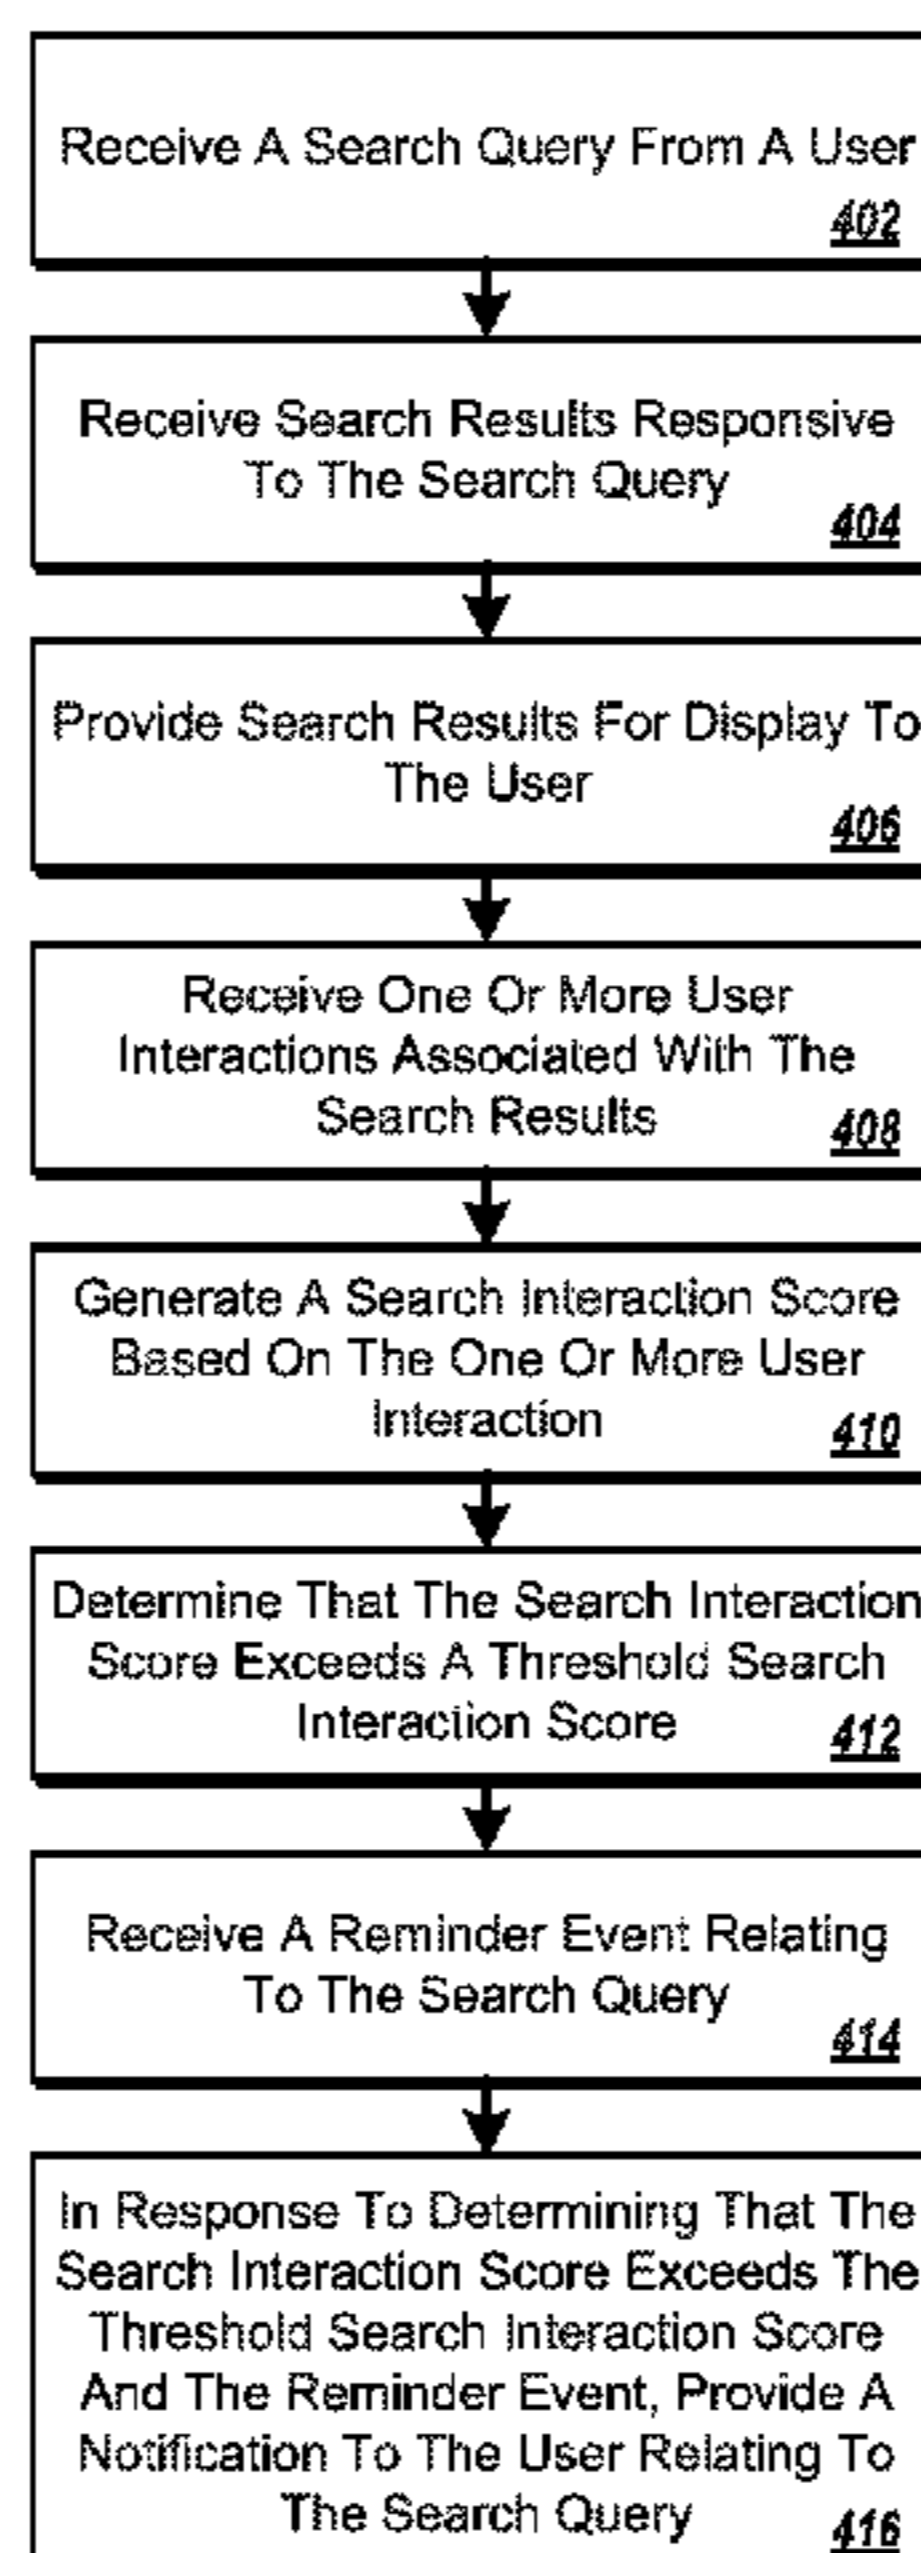 Receive A Search Query From A User
402
Receive Search Results Responsive
To The Search Query
404
Provide Search Results For Display To
The User
406
Receive One Or More User
Interactions Associated With The
Search Results
408
Generate A Search Interaction Score
Based On The One Or More User
Interaction
410
Determine That The Search Interaction
Score Exceeds A Threshold Search
Interaction Score
412
Receive A Reminder Event Relating
To The Search Query
414
In Response To Determining That The
Search Interaction Score Exceeds The
Threshold Search Interaction Score
And The Reminder Event, Provide A
Notification To The User Relating To
The Search Query
416